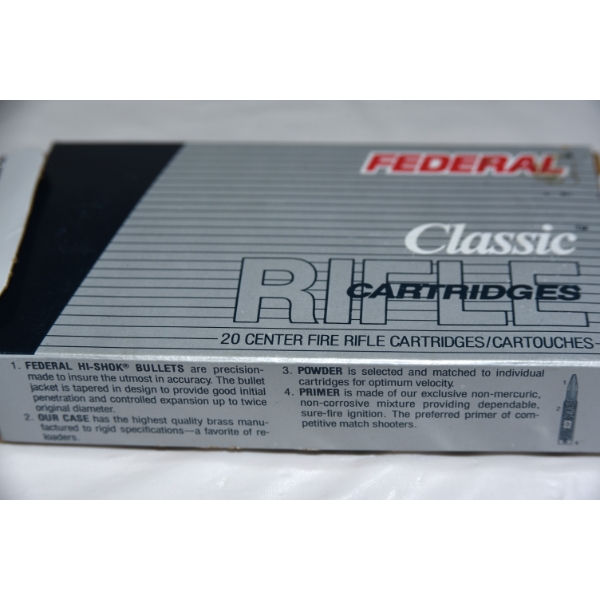 FEDERAL
Classic™
RIFLE
CARTRIDGES
20 CENTER FIRE RIFLE CARTRIDGES/CARTOUCHES
1. FEDERAL HI-SHOK® BULLETS are precision-
made to insure the utmost in accuracy. The bullet
jacket is tapered in design to provide good initial
penetration and controlled expansion up to twice
original diameter.
2. OUR CASE has the highest quality brass manu-
factured to rigid specifications—a favorite of re-
loaders.
3. POWDER is selected and matched to individual
cartridges for optimum velocity.
4. PRIMER is made of our exclusive non-mercuric,
non-corrosive mixture providing dependable,
sure-fire ignition. The preferred primer of com-
petitive match shooters.
1
2
4